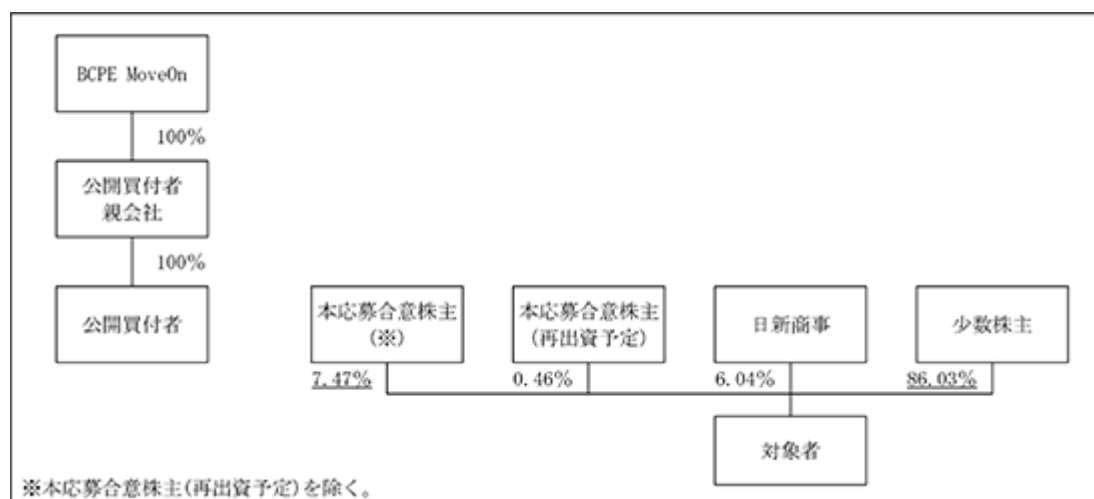 BCPE MoveOn
100%
公開買付者
親会社
100%
公開買付者
本応募合意株主
(※)
本応募合意株主
(再出資予定)
日新商事
少数株主
7.47%
0.46%
6.04%
86.03%
対象者
※本応募合意株主(再出資予定)を除く。